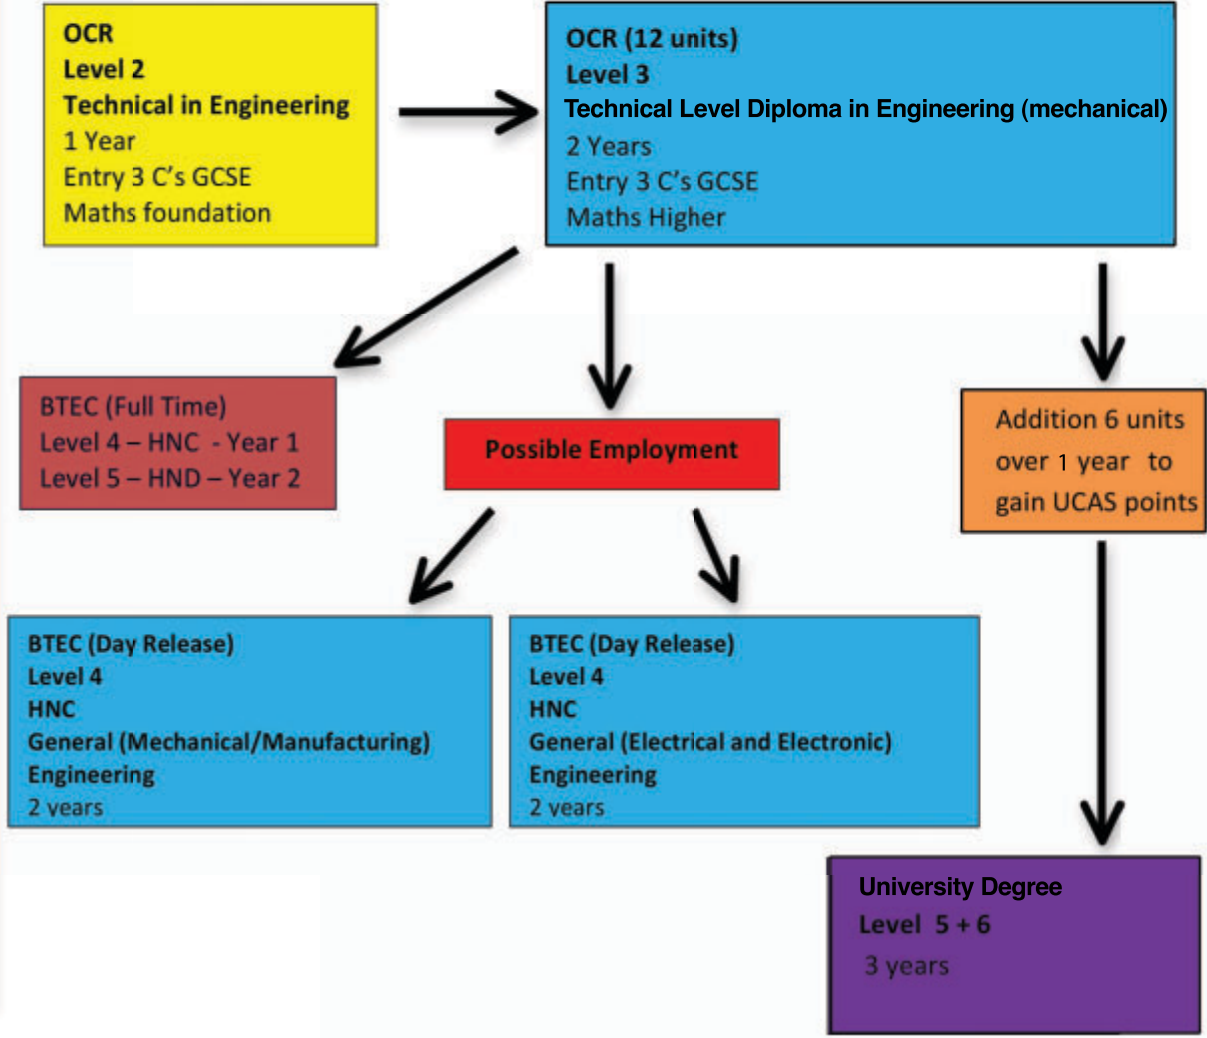 OCR
Level 2
Technical in Engineering
1 Year
Entry 3 C's GCSE
Maths foundation
OCR (12 units)
Level 3
Technical Level Diploma in Engineering (mechanical)
2 Years
Entry 3 C's GCSE
Maths Higher
BTEC (Full Time)
Level 4 – HNC - Year 1
Level 5 – HND – Year 2
Possible Employment
Addition 6 units
over 1 year to
gain UCAS points
BTEC (Day Release)
Level 4
HNC
General (Mechanical/Manufacturing)
Engineering
2 years
BTEC (Day Release)
Level 4
HNC
General (Electrical and Electronic)
Engineering
2 years
University Degree
Level 5 + 6
3 years